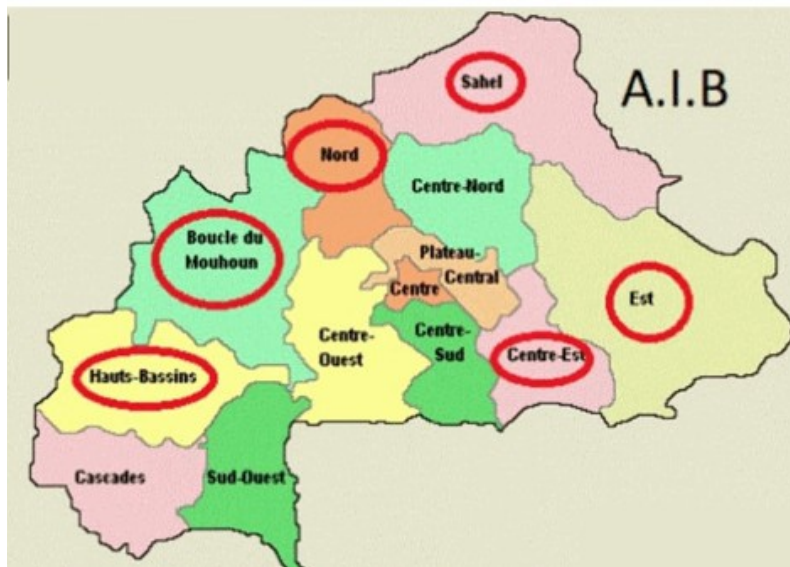 Sahel
A.I.B
Nord
Centre-Nord
Boucle du
Mouhoun
Plateau-
Central
Centre
Est
Centre-
Ouest
Centre-
Sud
Centre-Est
Hauts-Bassins
Cascades
Sud-Ouest